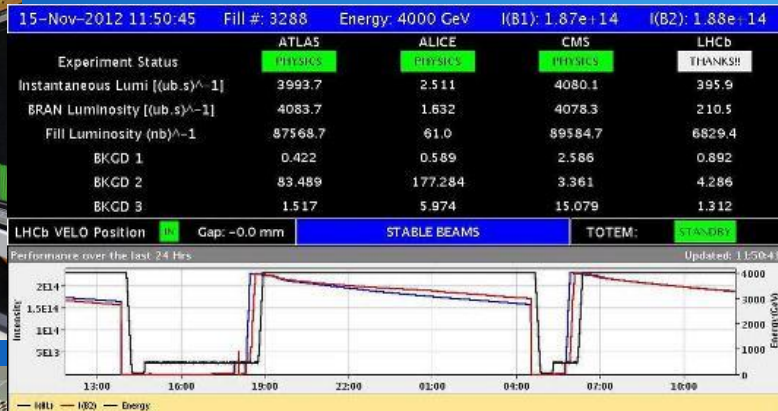 15-Nov-2012 11:50:45 Fill #: 3288 Energy: 4000 GeV I(B1): 1.87e+14 I(B2): 1.88e+14
ATLAS ALICE CMS LHCb
Experiment Status PHYSICS PHYSICS PHYSICS THANKS!!
Instantaneous Lumi [(ub.s)^-1] 3993.7 2.511 4080.1 395.9
BRAN Luminosity [(ub.s)^-1] 4083.7 1.632 4078.3 210.5
Fill Luminosity (nb)^-1 87568.7 61.0 89584.7 6829.4
BKGD 1 0.422 0.589 2.586 0.892
BKGD 2 83.489 177.284 3.361 4.286
BKGD 3 1.517 5.974 15.079 1.312
LHCb VELO Position IN Gap: -0.0 mm STABLE BEAMS TOTEM: STANDBY
Performance over the last 24 Hrs Updated: 11:50:43
Intensity
2E14
1.5E14
1E14
5E13
4000
3000
2000
1000
0
Energy(GeV)
13:00 16:00 19:00 22:00 01:00 04:00 07:00 10:00
I(B1) I(B2) Energy